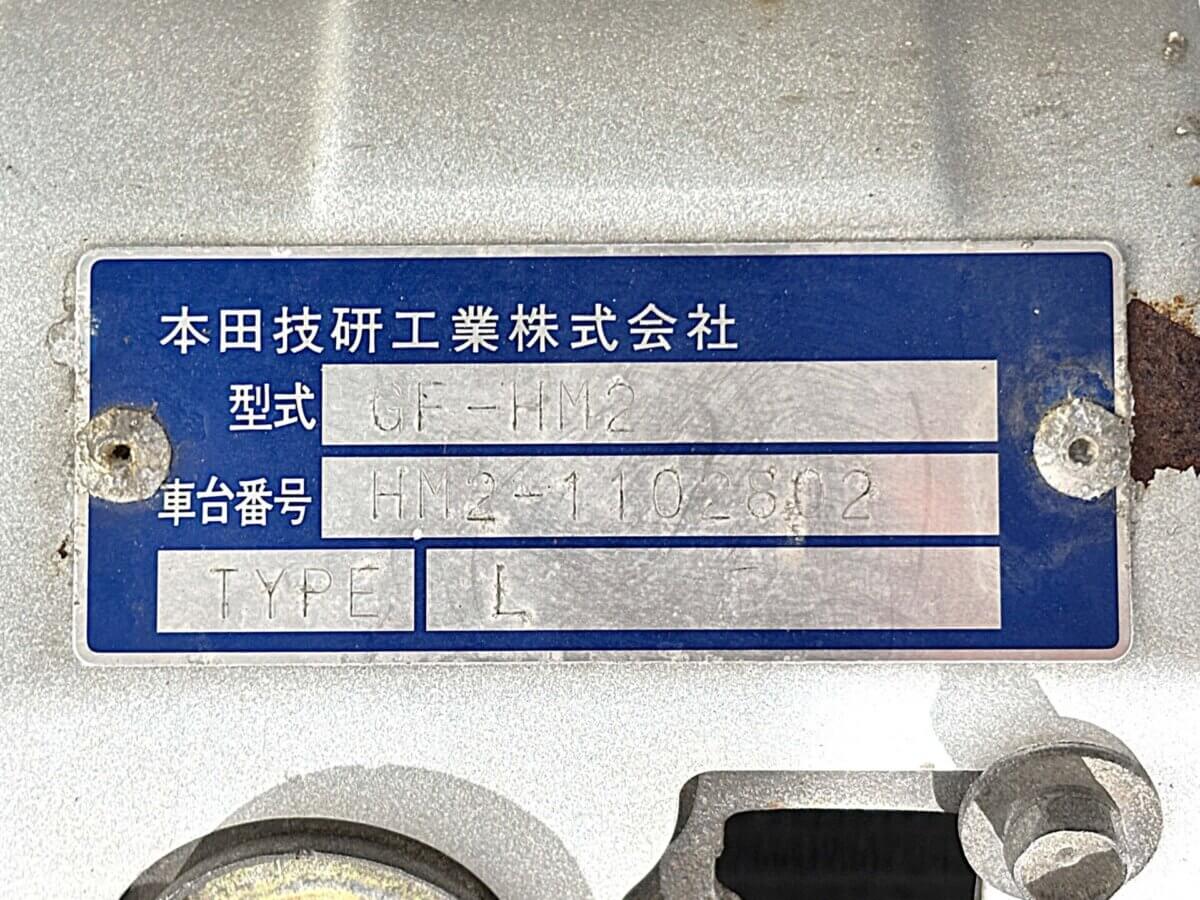 本田技研工業株式会社
型式 GF-HM2
車台番号 HM2-1102802
TYPE L